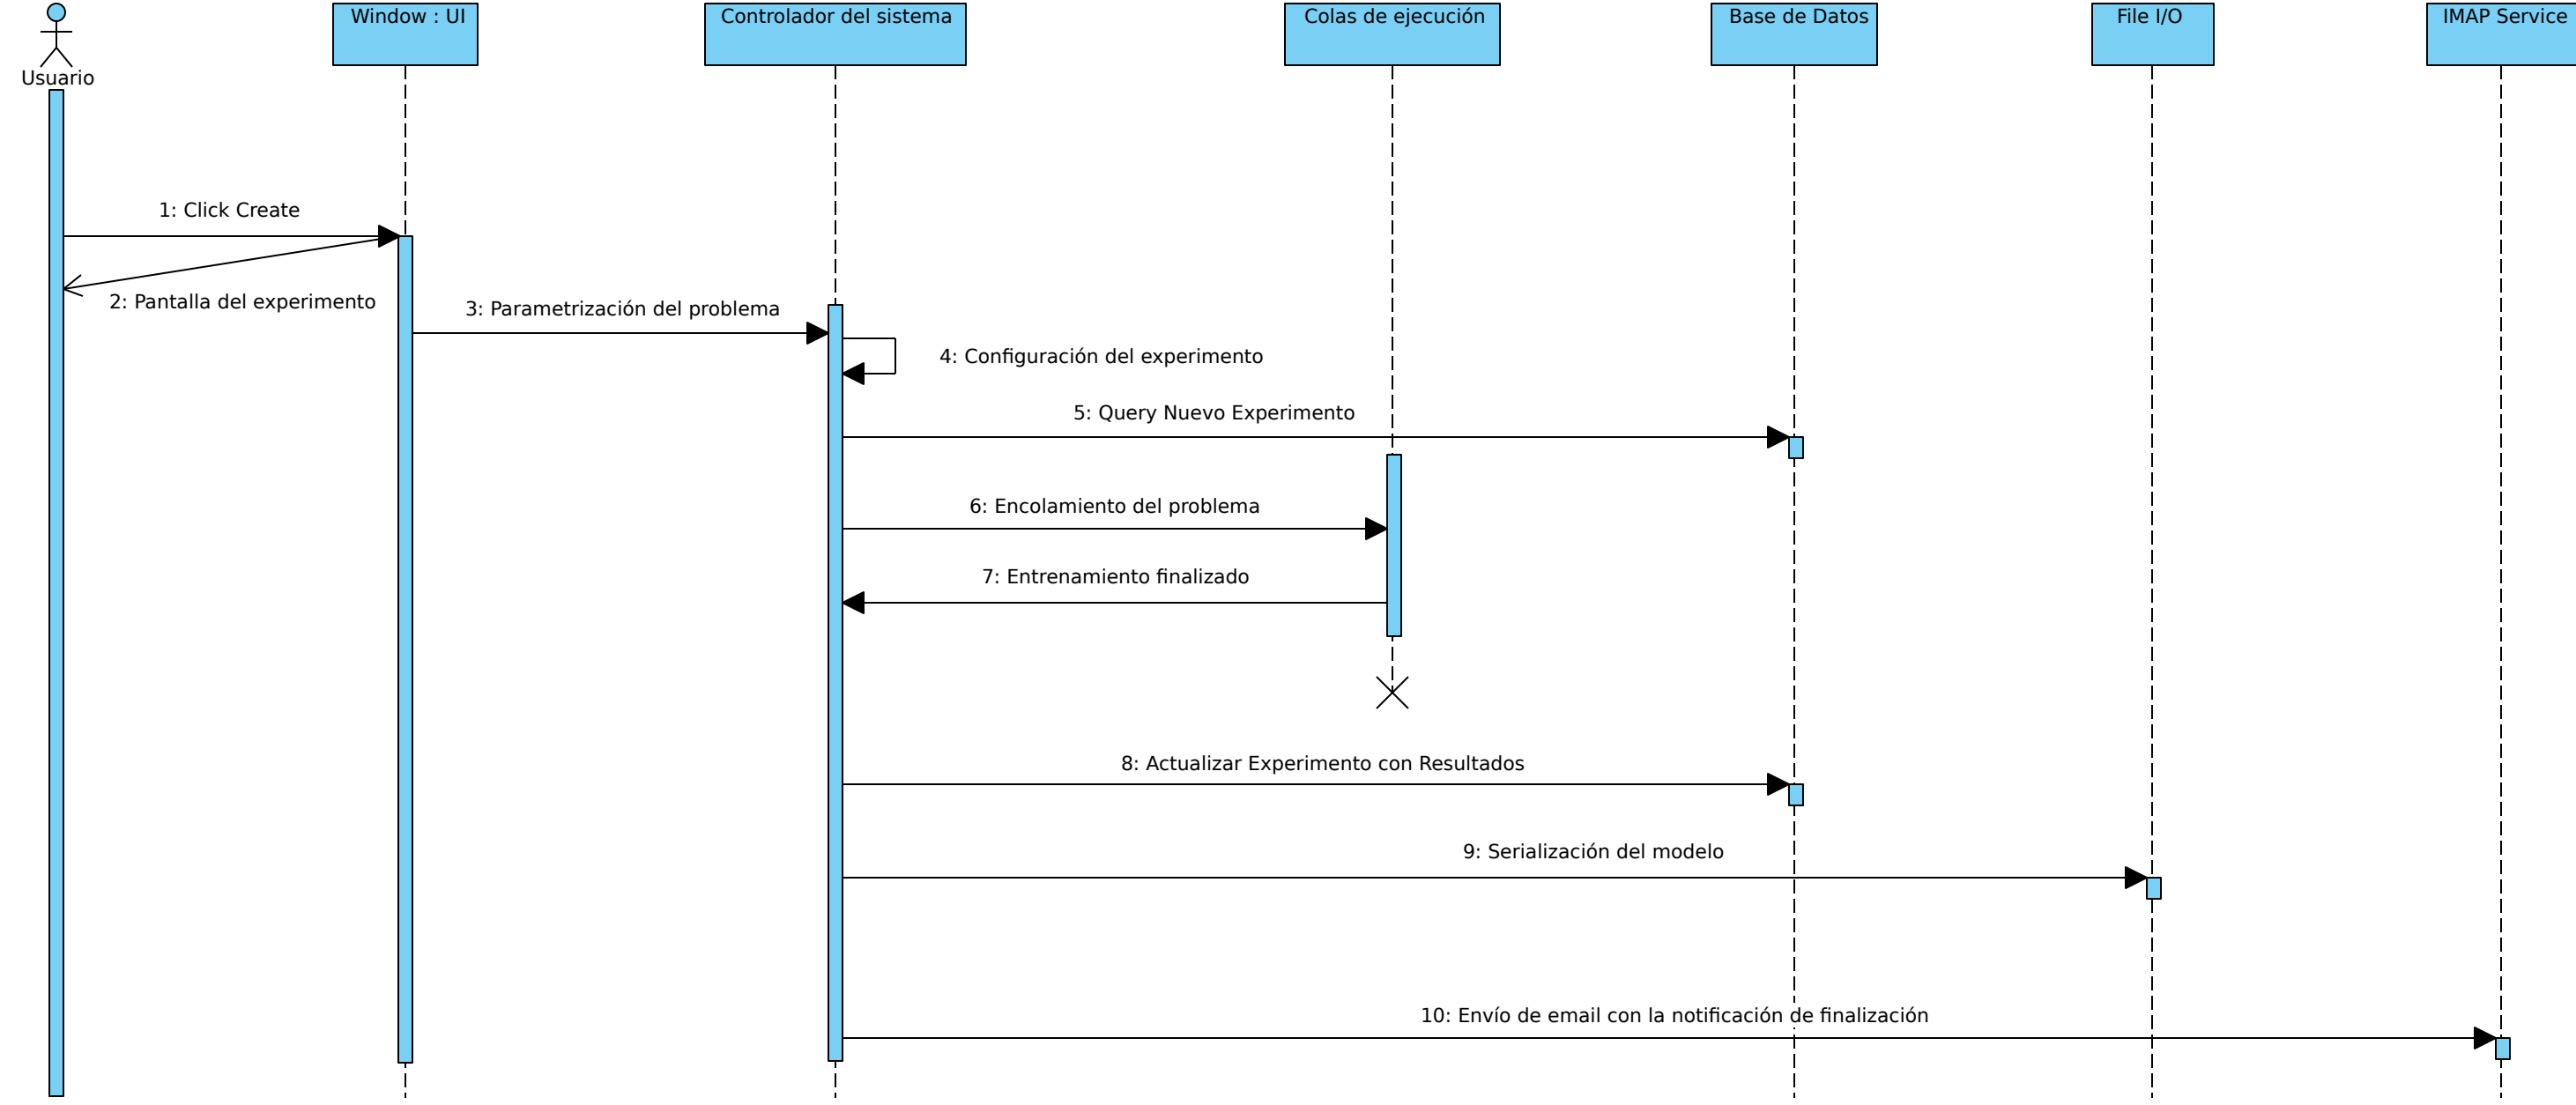 Window : UI
Controlador del sistema
Colas de ejecución
Base de Datos
File I/O
IMAP Service
Usuario
1: Click Create
2: Pantalla del experimento
3: Parametrización del problema
4: Configuración del experimento
5: Query Nuevo Experimento
6: Encolamiento del problema
7: Entrenamiento finalizado
8: Actualizar Experimento con Resultados
9: Serialización del modelo
10: Envío de email con la notificación de finalización